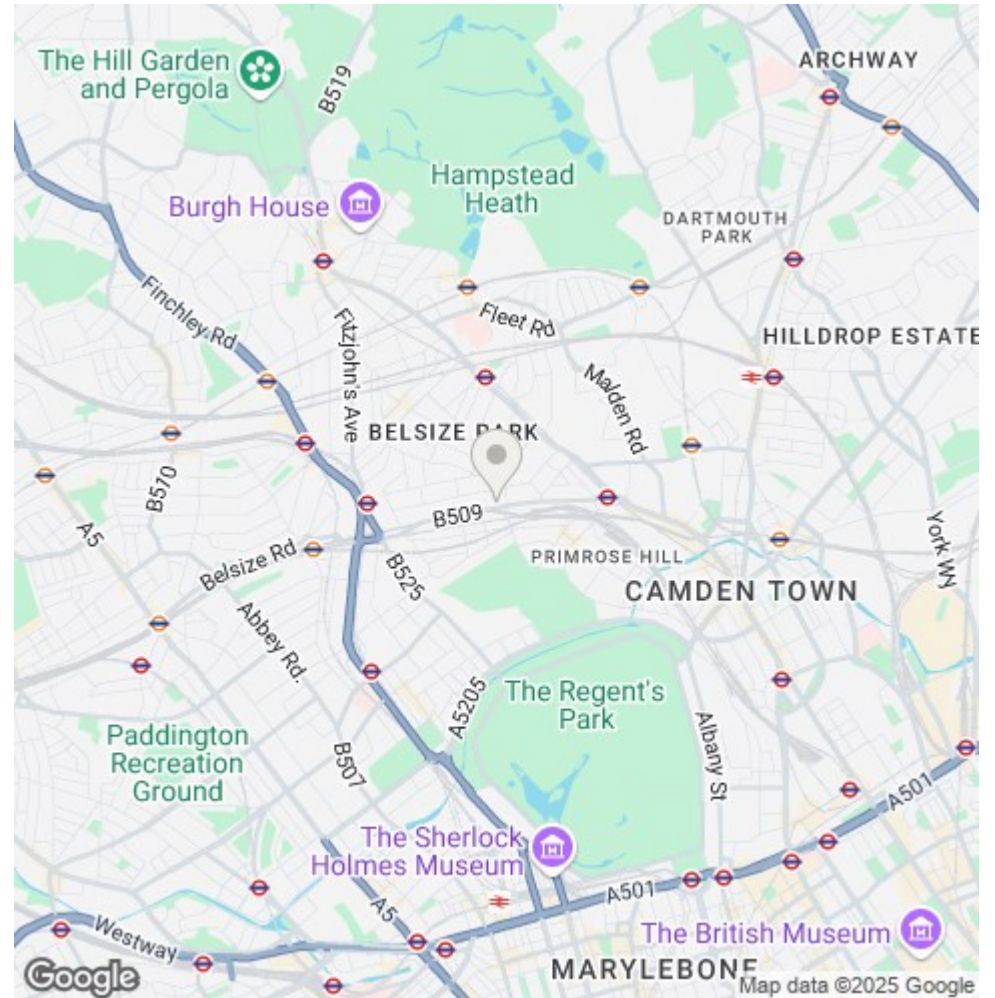 The Hill Garden
and Pergola
B519
ARCHWAY
Hampstead
Heath
Burgh House
DARTMOUTH
PARK
Finchley Rd
Fitzjohn's Ave
Fleet Rd
HILLDROP ESTATE
Malden Rd
BELSIZE PARK
B510
A5
B509
York Wy
Belsize Rd
B525
PRIMROSE HILL
CAMDEN TOWN
Abbey Rd.
A5205
The Regent's
Park
Albany St
Paddington
Recreation
Ground
B507
A501
The Sherlock
Holmes Museum
A5
A501
Westway
The British Museum
MARYLEBONE
Google
Map data ©2025 Google